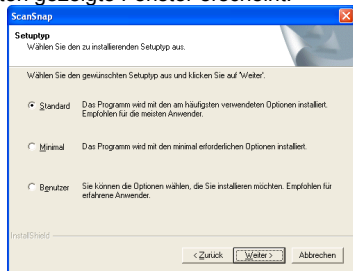 gezeigte Fenster erscheint.
ScanSnap
Setuptyp
Wählen Sie den zu installierenden Setuptyp aus.
Wählen Sie den gewünschten Setuptyp aus und klicken Sie auf 'Weiter'.
Standard Das Programm wird mit den am häufigsten verwendeten Optionen installiert.
Empfohlen für die meisten Anwender.
Minimal Das Programm wird mit den minimal erforderlichen Optionen installiert.
Benutzer Sie können die Optionen wählen, die Sie installieren möchten. Empfohlen für
erfahrene Anwender.
InstallShield
< Zurück Weiter > Abbrechen